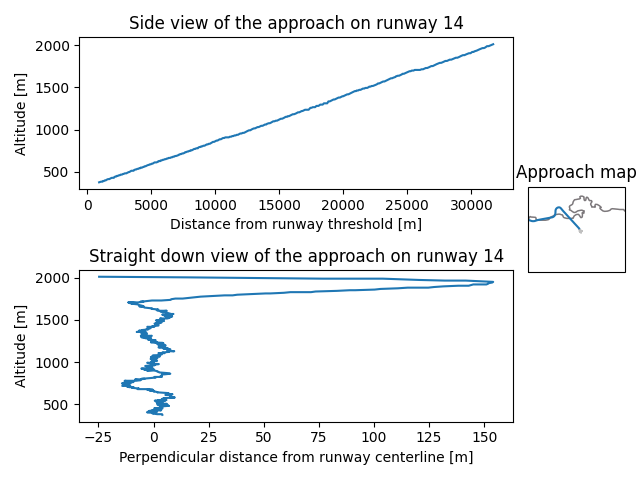 Side view of the approach on runway 14
2000
1500
1000
500
Altitude [m]
0 5000 10000 15000 20000 25000 30000
Distance from runway threshold [m]
Approach map
Straight down view of the approach on runway 14
2000
1500
1000
500
Altitude [m]
−25 0 25 50 75 100 125 150
Perpendicular distance from runway centerline [m]